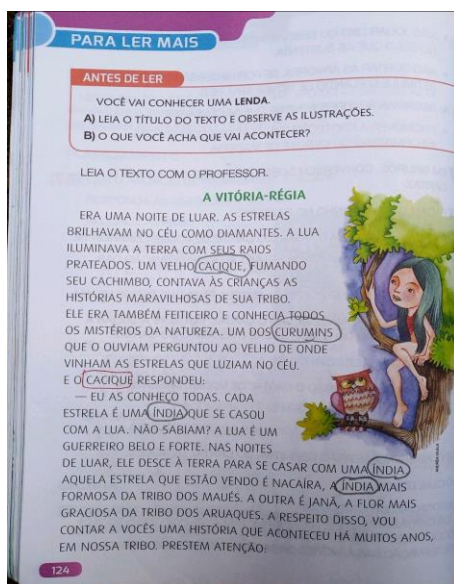 PARA LER MAIS
ANTES DE LER
VOCÊ VAI CONHECER UMA LENDA.
A) LEIA O TÍTULO DO TEXTO E OBSERVE AS ILUSTRAÇÕES.
B) O QUE VOCÊ ACHA QUE VAI ACONTECER?
LEIA O TEXTO COM O PROFESSOR.
A VITÓRIA-RÉGIA
ERA UMA NOITE DE LUAR. AS ESTRELAS
BRILHAVAM NO CÉU COMO DIAMANTES. A LUA
ILUMINAVA A TERRA COM SEUS RAIOS
PRATEADOS. UM VELHO CACIQUE, FUMANDO
SEU CACHIMBO, CONTAVA ÀS CRIANÇAS AS
HISTÓRIAS MARAVILHOSAS DE SUA TRIBO.
ELE ERA TAMBÉM FEITICEIRO E CONHECIA TODOS
OS MISTÉRIOS DA NATUREZA. UM DOS CURUMINS
QUE O OUVIAM PERGUNTOU AO VELHO DE ONDE
VINHAM AS ESTRELAS QUE LUZIAM NO CÉU.
E O CACIQUE RESPONDEU:
— EU AS CONHEÇO TODAS. CADA
ESTRELA É UMA ÍNDIA QUE SE CASOU
COM A LUA. NÃO SABIAM? A LUA É UM
GUERREIRO BELO E FORTE. NAS NOITES
DE LUAR, ELE DESCE À TERRA PARA SE CASAR COM UMA ÍNDIA.
AQUELA ESTRELA QUE ESTÃO VENDO É NACAÍRA, A ÍNDIA MAIS
FORMOSA DA TRIBO DOS MAUÉS. A OUTRA É JANÃ, A FLOR MAIS
GRACIOSA DA TRIBO DOS ARUAQUES. A RESPEITO DISSO, VOU
CONTAR A VOCÊS UMA HISTÓRIA QUE ACONTECEU HÁ MUITOS ANOS,
EM NOSSA TRIBO. PRESTEM ATENÇÃO:
124